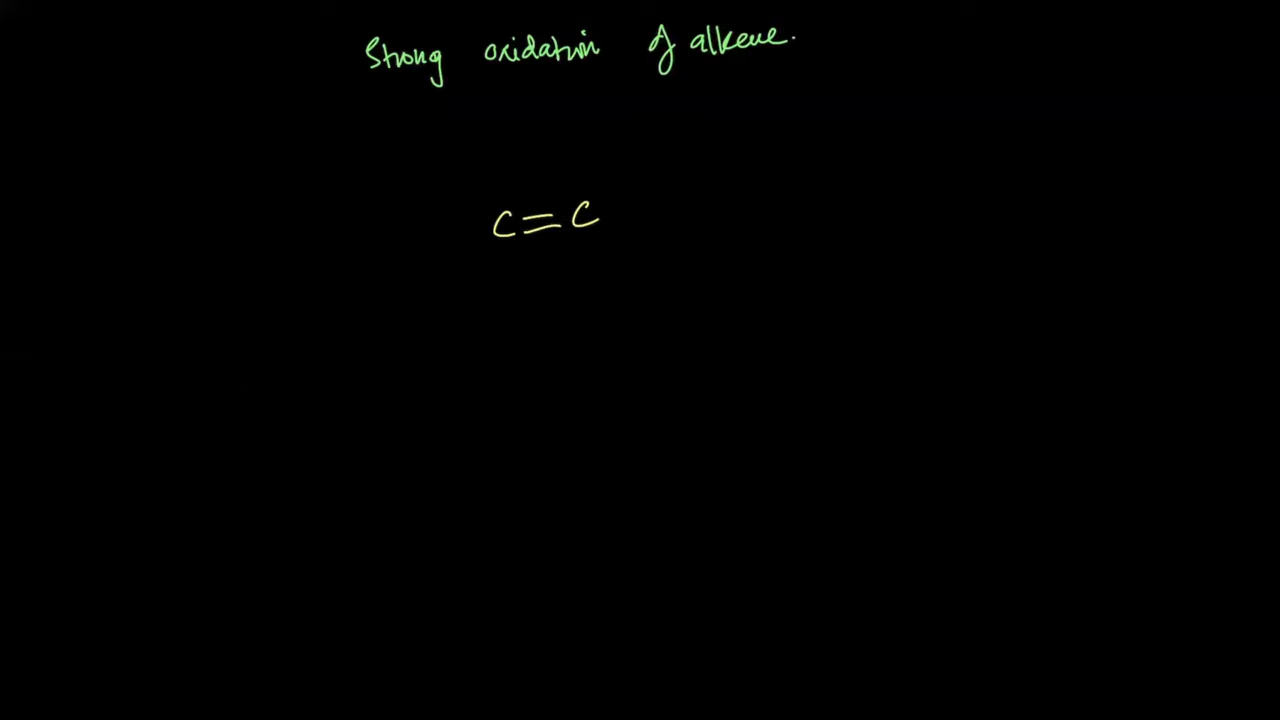 Strong oxidation of alkene.
C=C